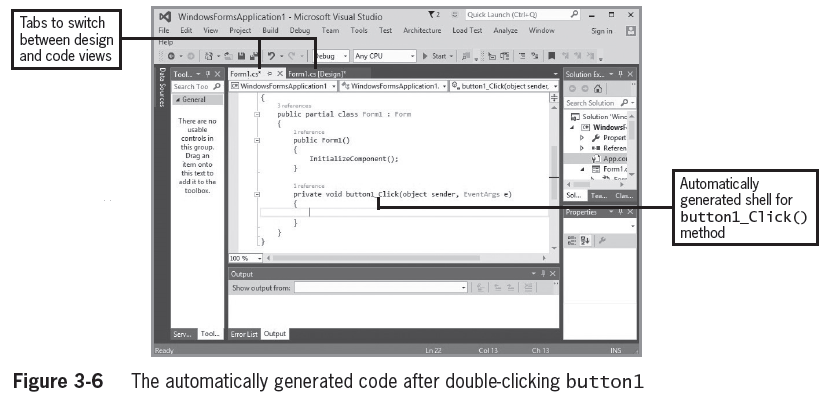 Tabs to switch
between design
and code views
WindowsFormsApplication1 - Microsoft Visual Studio
2
Quick Launch (Ctrl+Q)
File Edit View Project Build Debug Team Tools Test Architecture Load Test Analyze Window
Help
Sign in
Debug
Any CPU
Start
Data Sources
Tool...
Search Too
General
There are no
usable
controls in
this group.
Drag an
item onto
this text to
add it to the
toolbox.
Serv... Tool...
Form1.cs*
Form1.cs [Design]*
WindowsFormsApplication1
WindowsFormsApplication1.
button1_Click(object sender,
{
3 references
public partial class Form1 : Form
{
1 reference
public Form1()
{
InitializeComponent();
}
1 reference
private void button1_Click(object sender, EventArgs e)
{
}
}
}
100 %
Output
Show output from:
Error List Output
Solution Ex...
Search Solution
Solution 'Wind
WindowsF
Propert
Referen
App.con
Form1.c
Sol... Tea... Clas...
Properties
Ready
Ln 22
Col 13
Ch 13
INS
Automatically
generated shell for
button1_Click()
method
Figure 3-6 The automatically generated code after double-clicking button1